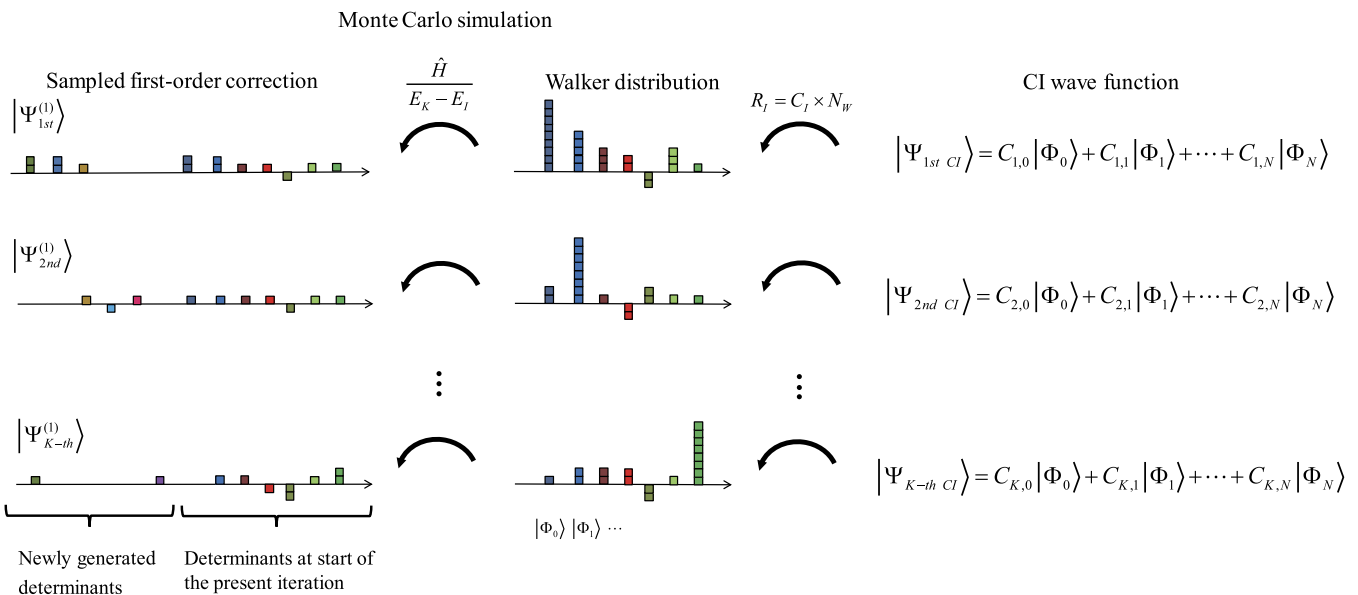 Monte Carlo simulation
Sampled first-order correction
Ĥ / (E_K − E_I)
Walker distribution
R_I = C_I × N_W
CI wave function
|Ψ^(1)_1st⟩
|Ψ_1st CI⟩ = C_1,0 |Φ_0⟩ + C_1,1 |Φ_1⟩ + ⋯ + C_1,N |Φ_N⟩
|Ψ^(1)_2nd⟩
|Ψ_2nd CI⟩ = C_2,0 |Φ_0⟩ + C_2,1 |Φ_1⟩ + ⋯ + C_2,N |Φ_N⟩
|Ψ^(1)_K−th⟩
|Ψ_K−th CI⟩ = C_K,0 |Φ_0⟩ + C_K,1 |Φ_1⟩ + ⋯ + C_K,N |Φ_N⟩
|Φ_0⟩ |Φ_1⟩ ⋯
Newly generated
determinants
Determinants at start of
the present iteration